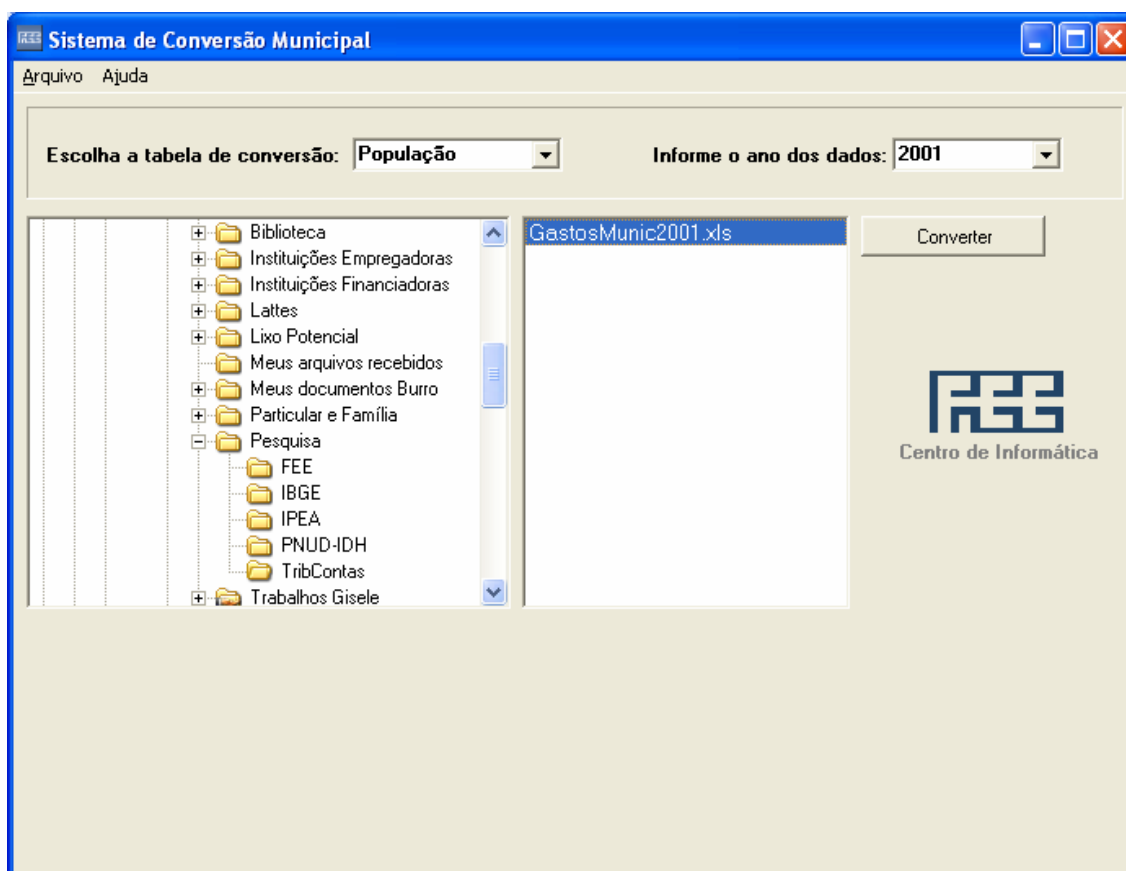 Sistema de Conversão Municipal
Arquivo Ajuda
Escolha a tabela de conversão: População Informe o ano dos dados: 2001
Biblioteca
Instituições Empregadoras
Instituições Financiadoras
Lattes
Lixo Potencial
Meus arquivos recebidos
Meus documentos Burro
Particular e Família
Pesquisa
FEE
IBGE
IPEA
PNUD-IDH
TribContas
Trabalhos Gisele
GastosMunic2001.xls
Converter
FEE
Centro de Informática